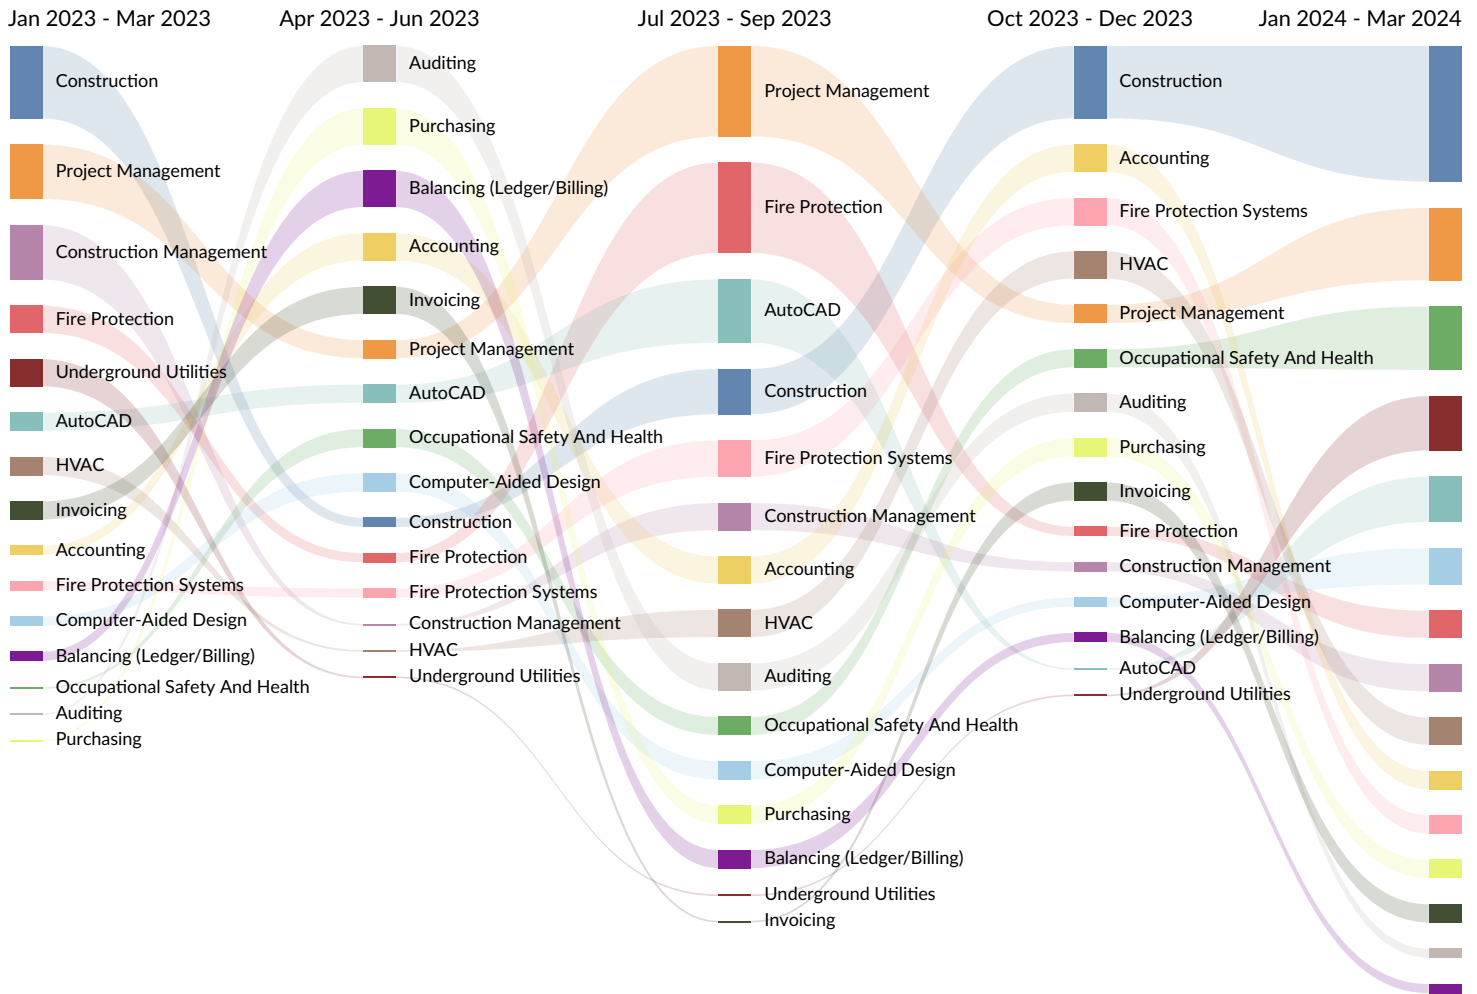 Jan 2023 - Mar 2023
Apr 2023 - Jun 2023
Jul 2023 - Sep 2023
Oct 2023 - Dec 2023
Jan 2024 - Mar 2024
Construction
Project Management
Construction Management
Fire Protection
Underground Utilities
AutoCAD
HVAC
Invoicing
Accounting
Fire Protection Systems
Computer-Aided Design
Balancing (Ledger/Billing)
Occupational Safety And Health
Auditing
Purchasing
Auditing
Purchasing
Balancing (Ledger/Billing)
Accounting
Invoicing
Project Management
AutoCAD
Occupational Safety And Health
Computer-Aided Design
Construction
Fire Protection
Fire Protection Systems
Construction Management
HVAC
Underground Utilities
Project Management
Fire Protection
AutoCAD
Construction
Fire Protection Systems
Construction Management
Accounting
HVAC
Auditing
Occupational Safety And Health
Computer-Aided Design
Purchasing
Balancing (Ledger/Billing)
Underground Utilities
Invoicing
Construction
Accounting
Fire Protection Systems
HVAC
Project Management
Occupational Safety And Health
Auditing
Purchasing
Invoicing
Fire Protection
Construction Management
Computer-Aided Design
Balancing (Ledger/Billing)
AutoCAD
Underground Utilities